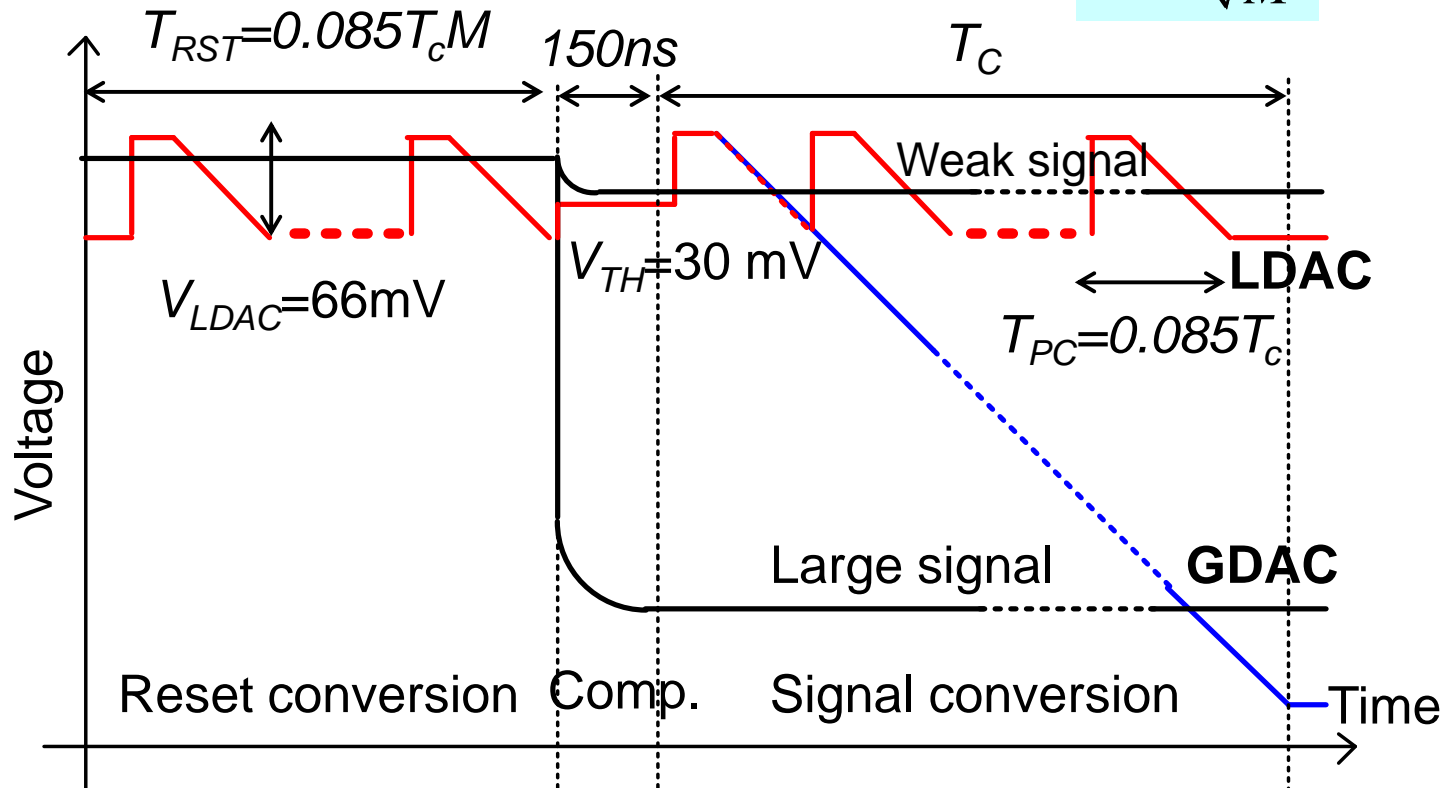 √M
T_RST=0.085T_cM
150ns
T_C
Weak signal
V_TH=30 mV
LDAC
V_LDAC=66mV
T_PC=0.085T_c
Voltage
Large signal
GDAC
Reset conversion
Comp.
Signal conversion
Time